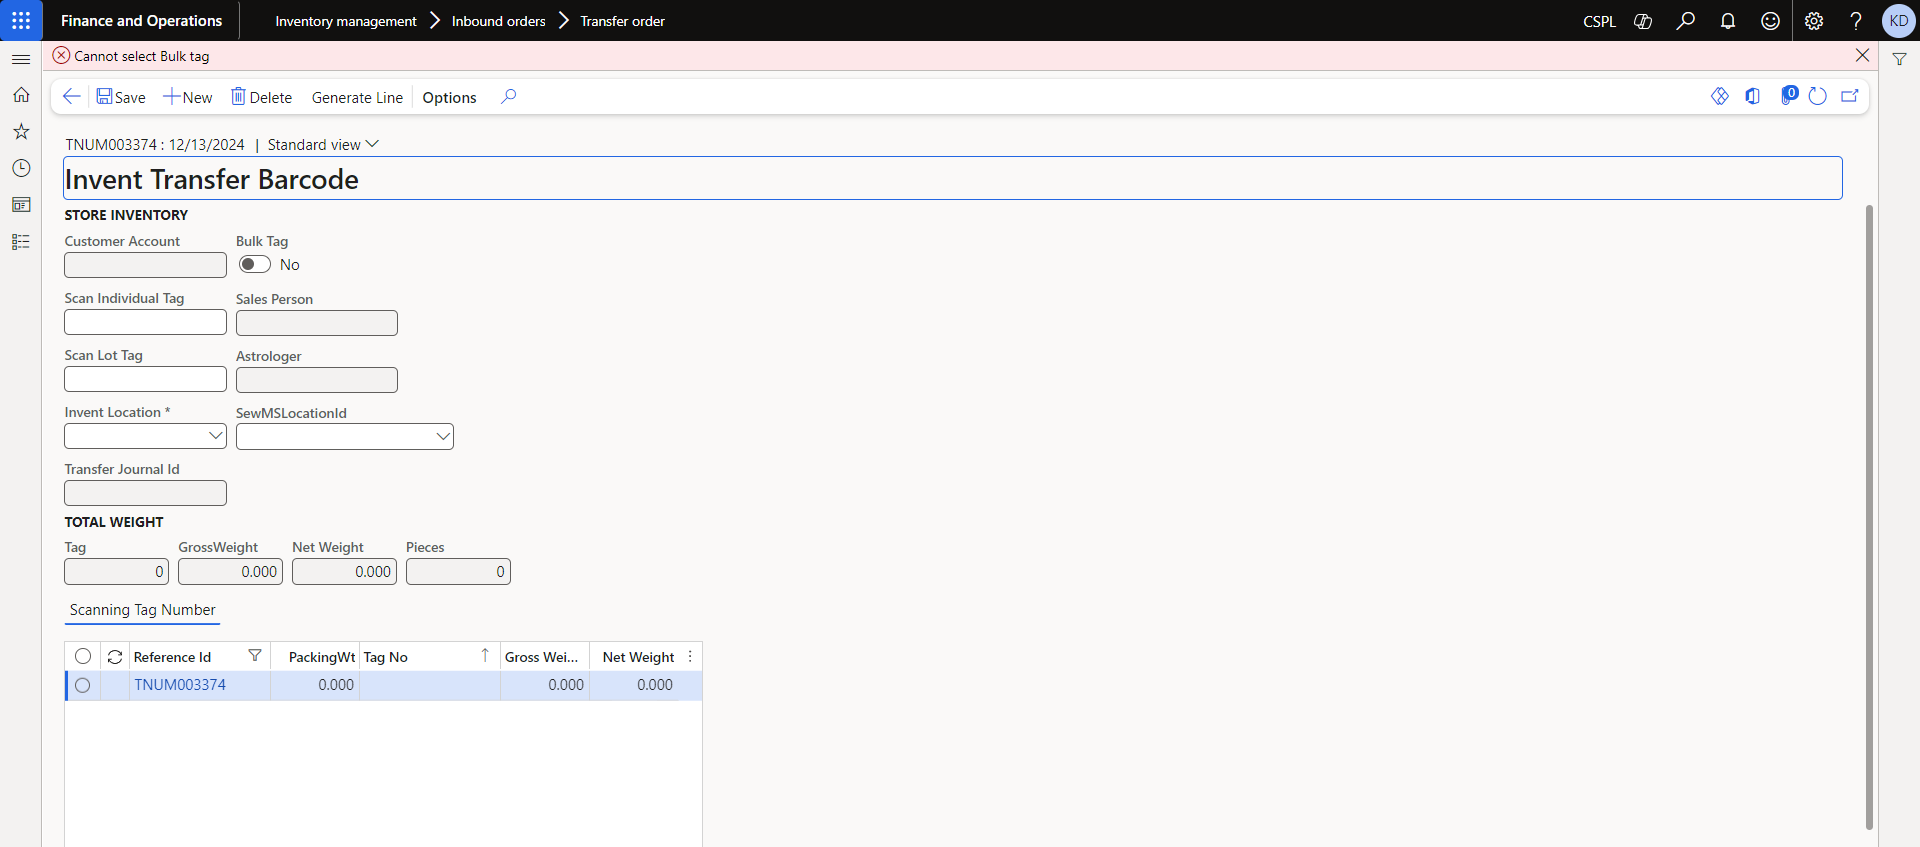 Finance and Operations
Inventory management > Inbound orders > Transfer order
CSPL
KD
Cannot select Bulk tag
Save
New
Delete
Generate Line
Options
0
TNUM003374 : 12/13/2024 | Standard view
Invent Transfer Barcode
STORE INVENTORY
Customer Account
Bulk Tag
No
Scan Individual Tag
Sales Person
Scan Lot Tag
Astrologer
Invent Location *
SewMSLocationId
Transfer Journal Id
TOTAL WEIGHT
Tag GrossWeight Net Weight Pieces
0 0.000 0.000 0
Scanning Tag Number
Reference Id PackingWt Tag No Gross Wei... Net Weight
TNUM003374 0.000 0.000 0.000